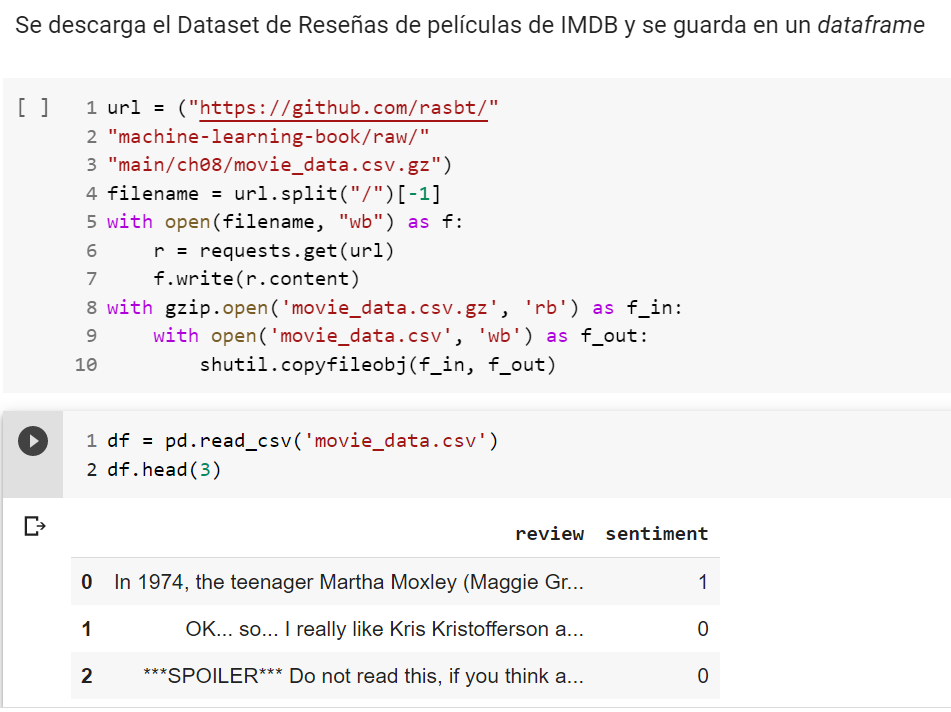 Se descarga el Dataset de Reseñas de películas de IMDB y se guarda en un dataframe
[ ] 1 url = ("https://github.com/rasbt/"
2 "machine-learning-book/raw/"
3 "main/ch08/movie_data.csv.gz")
4 filename = url.split("/")[-1]
5 with open(filename, "wb") as f:
6     r = requests.get(url)
7     f.write(r.content)
8 with gzip.open('movie_data.csv.gz', 'rb') as f_in:
9     with open('movie_data.csv', 'wb') as f_out:
10         shutil.copyfileobj(f_in, f_out)
1 df = pd.read_csv('movie_data.csv')
2 df.head(3)
review sentiment
0 In 1974, the teenager Martha Moxley (Maggie Gr... 1
1 OK... so... I really like Kris Kristofferson a... 0
2 ***SPOILER*** Do not read this, if you think a... 0